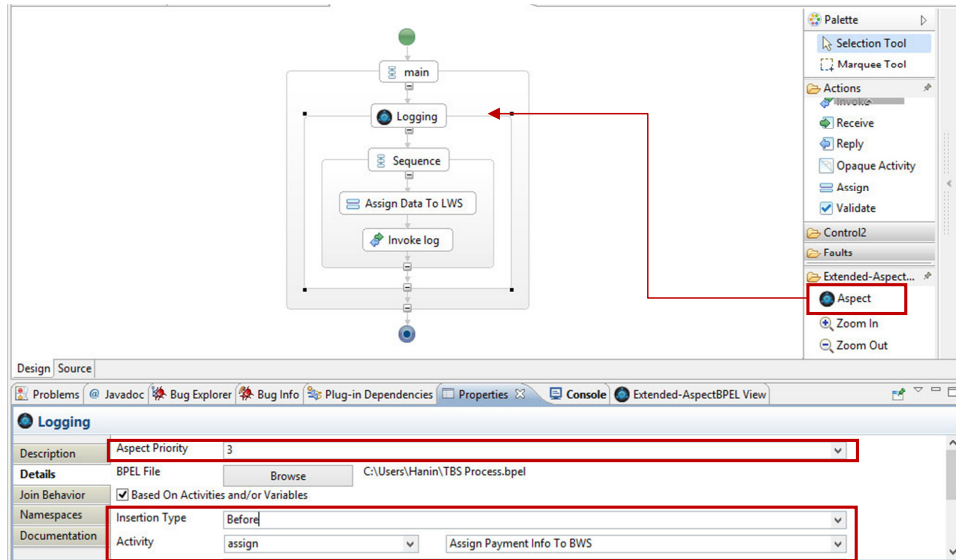 Palette
Selection Tool
Marquee Tool
Actions
Invoke
Receive
Reply
Opaque Activity
Assign
Validate
Control2
Faults
Extended-Aspect...
Aspect
Zoom In
Zoom Out
main
Logging
Sequence
Assign Data To LWS
Invoke log
Design Source
Problems @ Javadoc Bug Explorer Bug Info Plug-in Dependencies Properties Console Extended-AspectBPEL View
Logging
Description
Details
Join Behavior
Namespaces
Documentation
Aspect Priority 3
BPEL File Browse C:\Users\Hanin\TBS Process.bpel
Based On Activities and/or Variables
Insertion Type Before
Activity assign Assign Payment Info To BWS